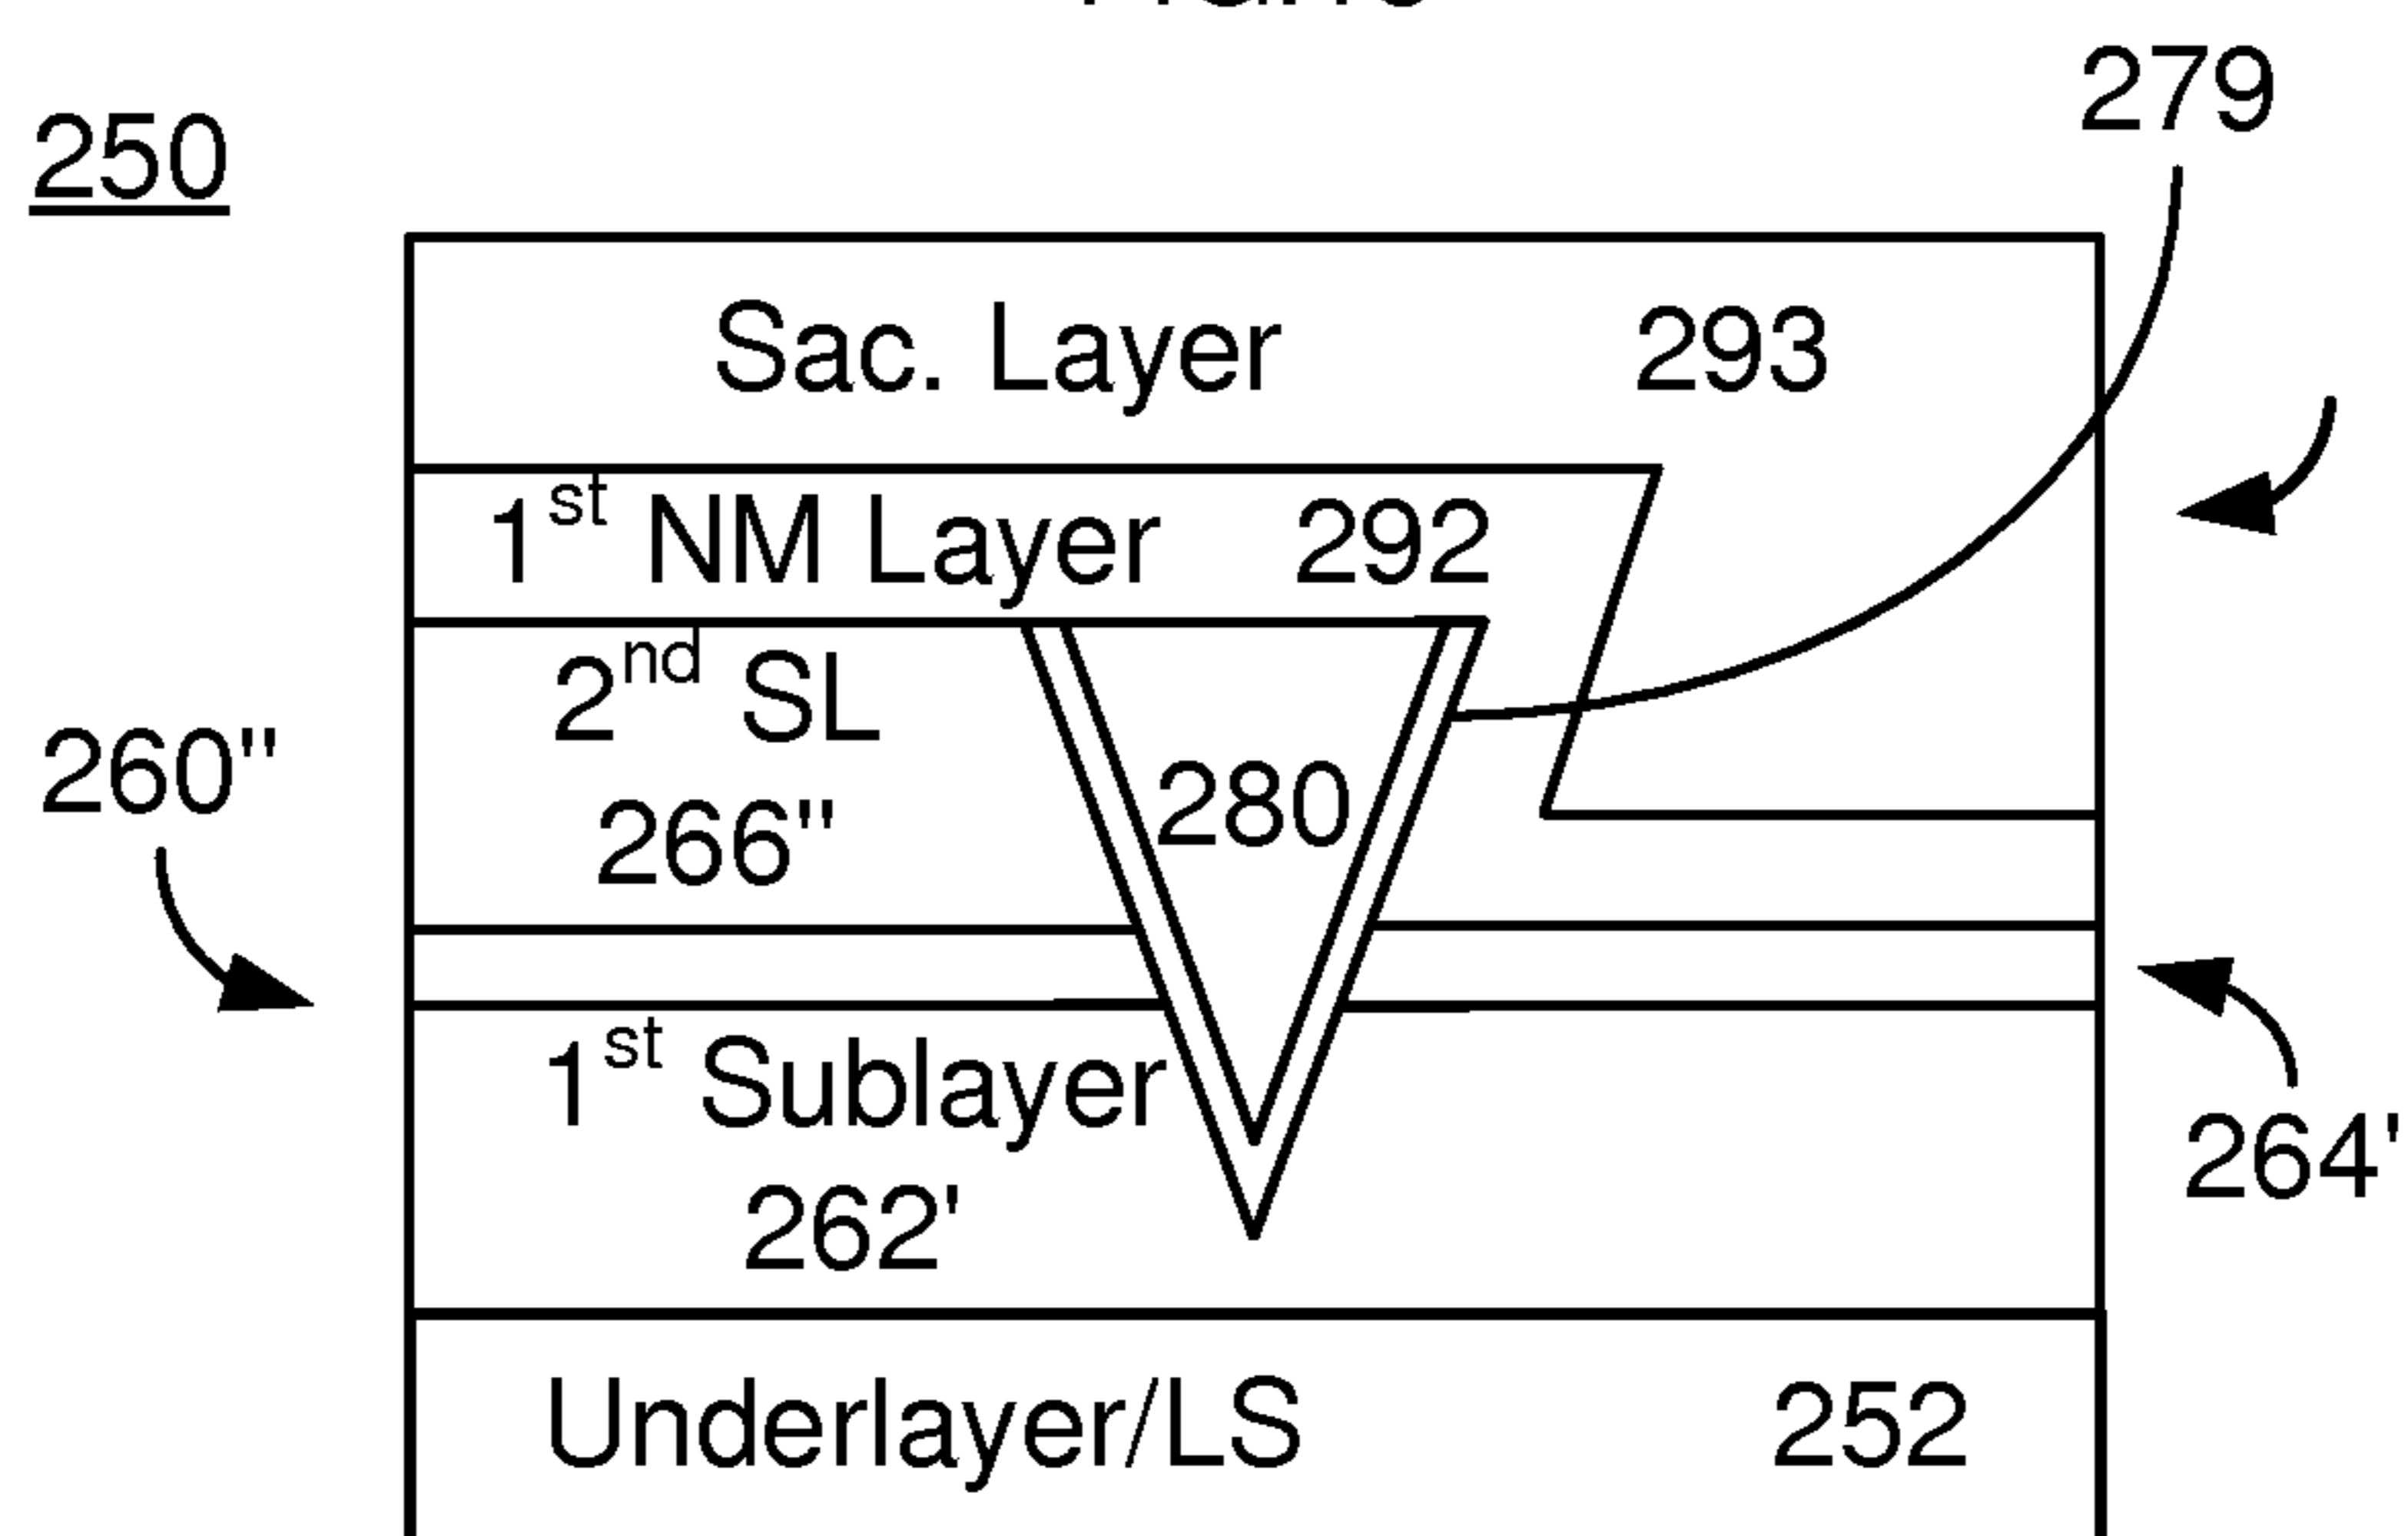 279
250
Sac. Layer 293
1st NM Layer 292
2nd SL
260"
280
266"
1st Sublayer
264'
262'
Underlayer/LS 252